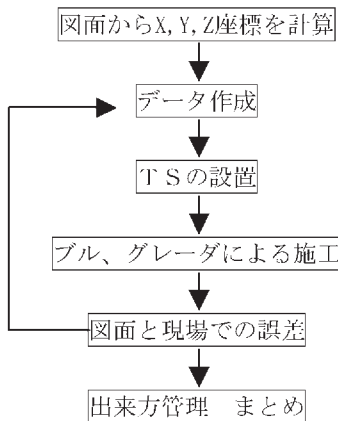 図面からX,Y,Z座標を計算
データ作成
ＴＳの設置
ブル、グレーダによる施工
図面と現場での誤差
出来方管理　まとめ